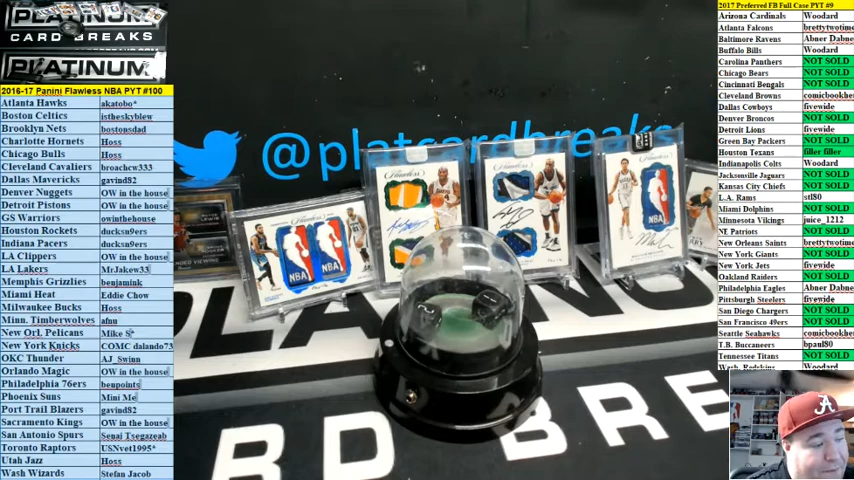 PLATINUM
CARD BREAKS
PLATINUM
2016-17 Panini Flawless NBA PYT #100
Atlanta Hawks akatobo*
Boston Celtics istheskyblew
Brooklyn Nets bostonsdad
Charlotte Hornets Hoss
Chicago Bulls Hoss
Cleveland Cavaliers broachcw333
Dallas Mavericks gavind82
Denver Nuggets OW in the house
Detroit Pistons OW in the house
GS Warriors owinthehouse
Houston Rockets ducksn9ers
Indiana Pacers ducksn9ers
LA Clippers OW in the house
LA Lakers MrJakew33
Memphis Grizzlies benjamink
Miami Heat Eddie Chow
Milwaukee Bucks Hoss
Minn. Timberwolves afnu
New Orl. Pelicans Mike S*
New York Knicks COMC dalando73
OKC Thunder AJ_Swinn
Orlando Magic OW in the house
Philadelphia 76ers benpoints
Phoenix Suns Mini Me
Port Trail Blazers gavind82
Sacramento Kings OW in the house
San Antonio Spurs Senai Tsegazeab
Toronto Raptors USNvet1995*
Utah Jazz Hoss
Wash Wizards Stefan Jacob
@platcardbreaks
Flawless
Flawless
NBA
NBA
NBA
PLATINUM
CARD BREAKS
A
2017 Preferred FB Full Case PYT #9
Arizona Cardinals Woodard
Atlanta Falcons brettytwotime
Baltimore Ravens Abner Dabne
Buffalo Bills Woodard
Carolina Panthers NOT SOLD
Chicago Bears NOT SOLD
Cincinnati Bengals NOT SOLD
Cleveland Browns comicbookhe
Dallas Cowboys fivewide
Denver Broncos NOT SOLD
Detroit Lions fivewide
Green Bay Packers NOT SOLD
Houston Texans filler filler
Indianapolis Colts Woodard
Jacksonville Jaguars NOT SOLD
Kansas City Chiefs NOT SOLD
L.A. Rams stl80
Miami Dolphins NOT SOLD
Minnesota Vikings juice_1212
NE Patriots NOT SOLD
New Orleans Saints brettytwotime
New York Giants NOT SOLD
New York Jets fivewide
Oakland Raiders NOT SOLD
Philadelphia Eagles Abner Dabne
Pittsburgh Steelers fivewide
San Diego Chargers NOT SOLD
San Francisco 49ers NOT SOLD
Seattle Seahawks comicbookhe
T.B. Buccaneers bpaul80
Tennessee Titans NOT SOLD
Wash. Redskins Woodard